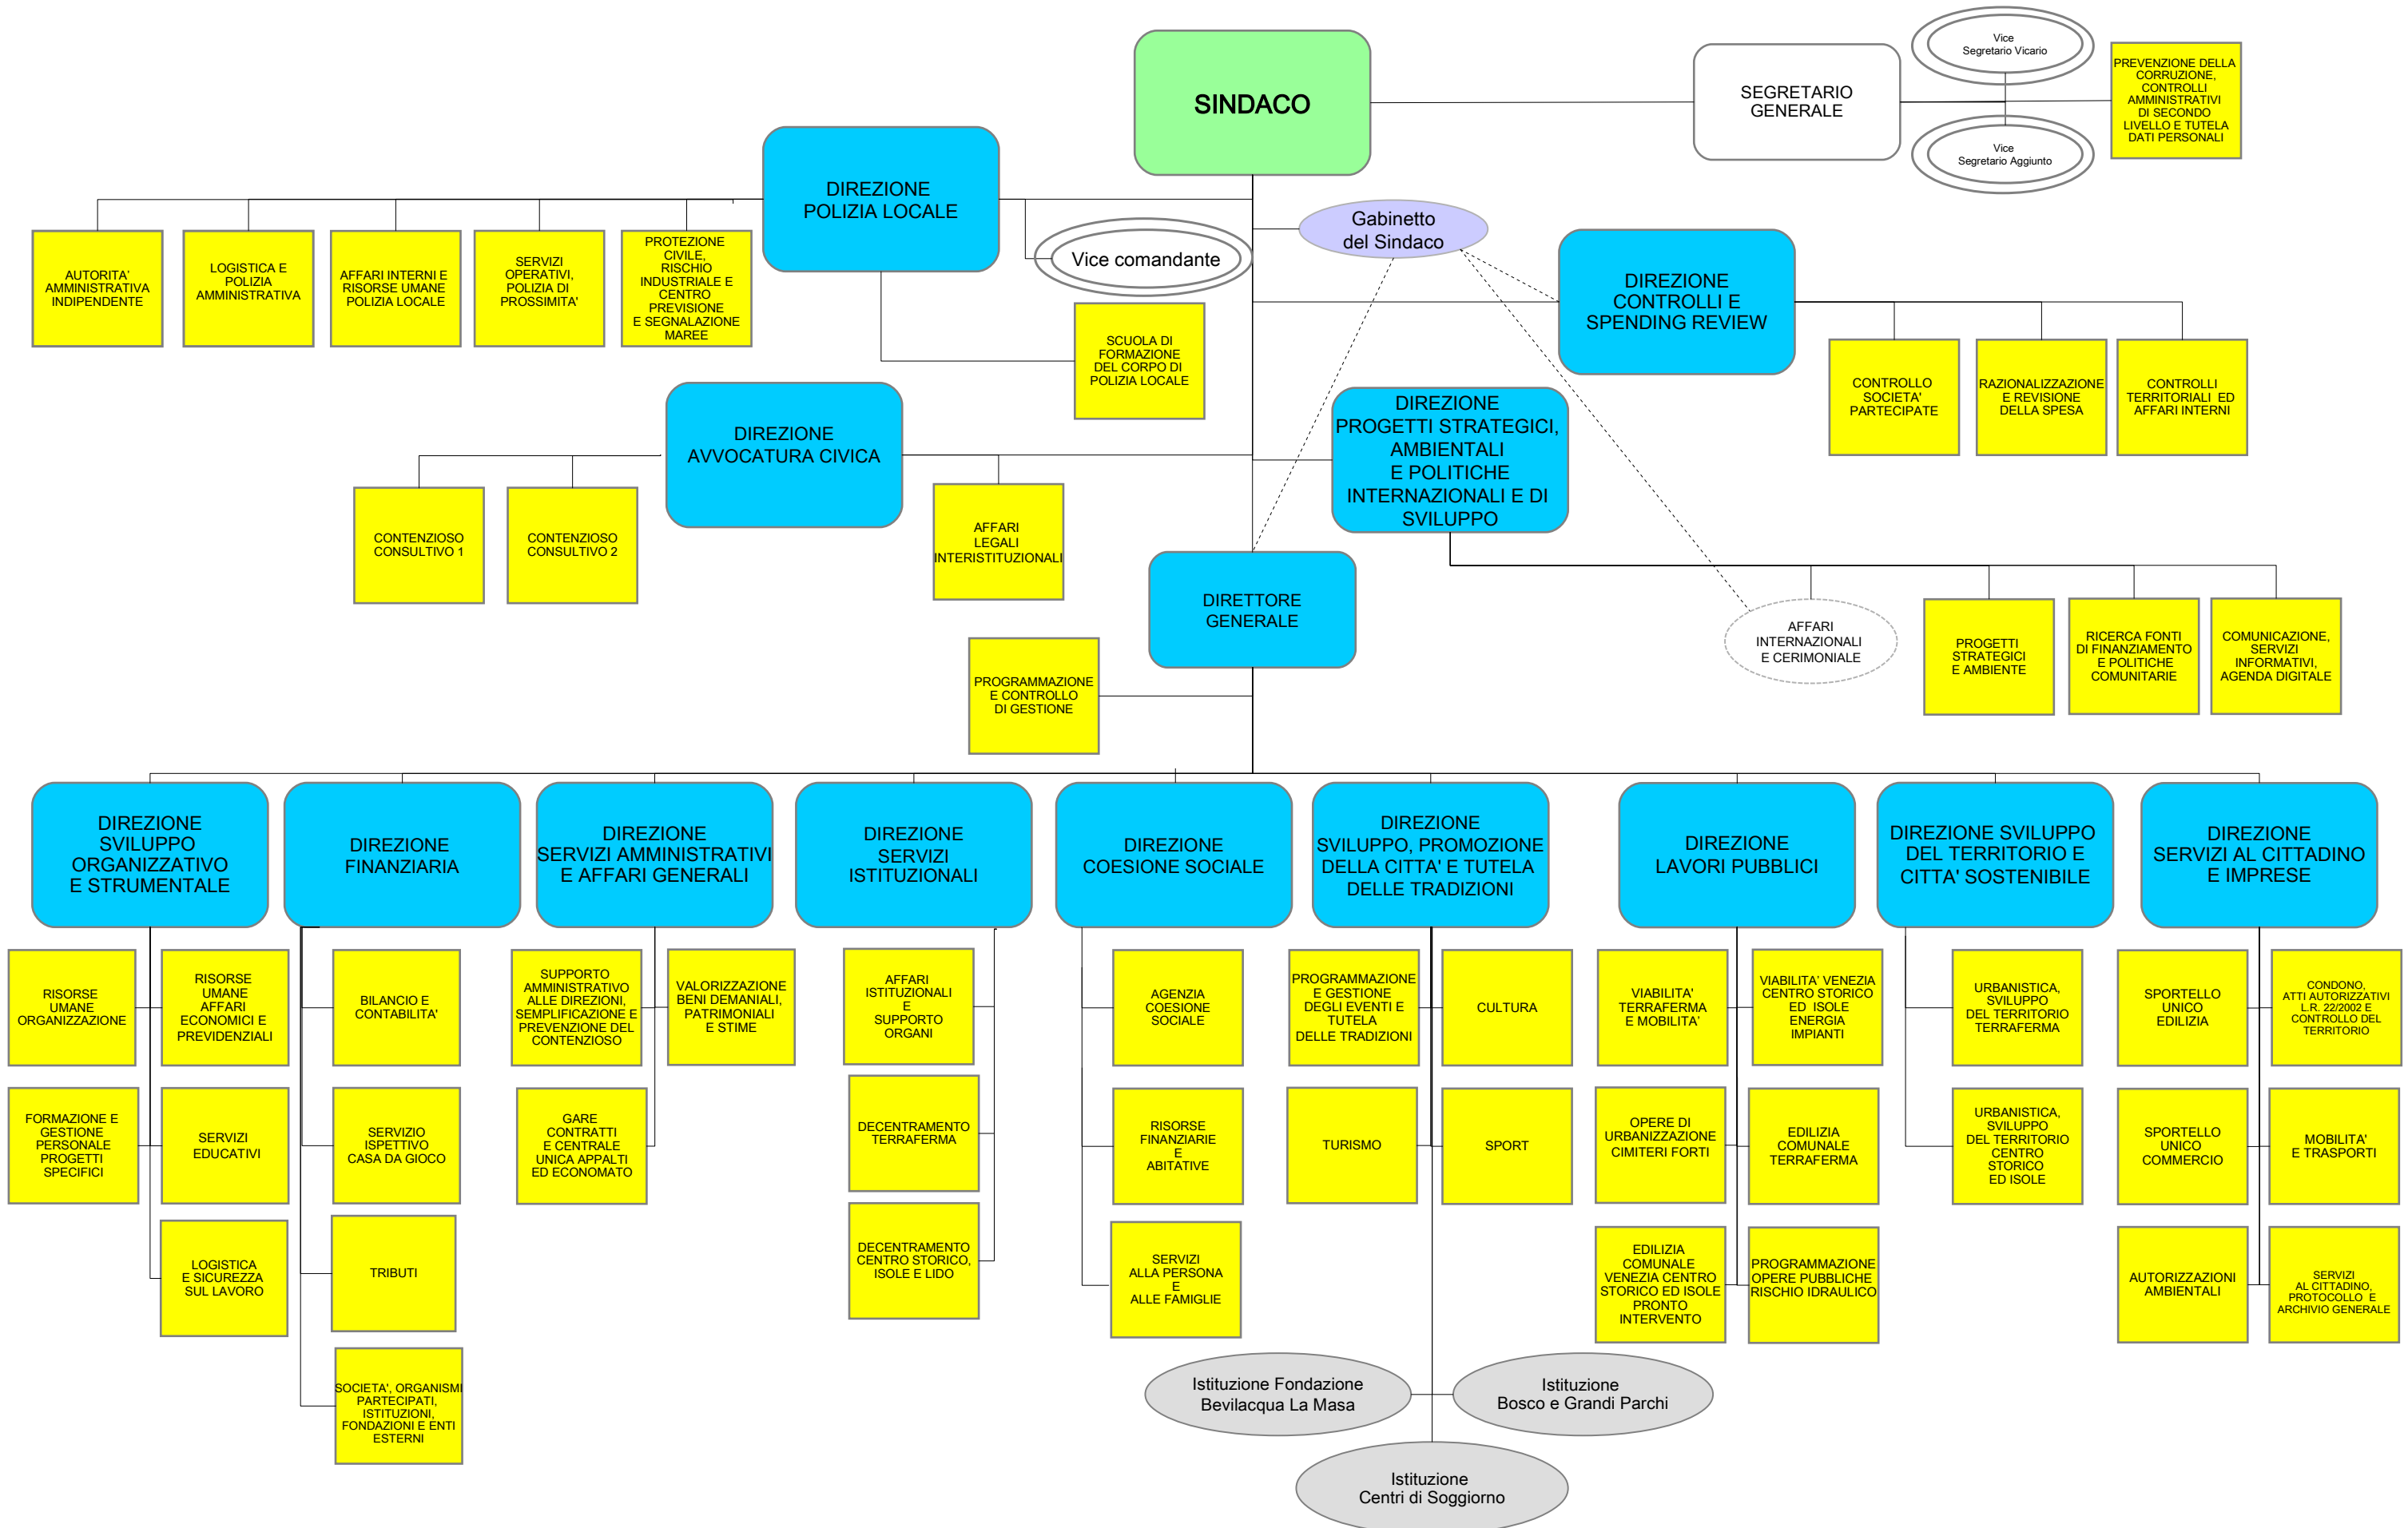 SINDACO
SEGRETARIO
GENERALE
Vice
Segretario Vicario
Vice
Segretario Aggiunto
PREVENZIONE DELLA
CORRUZIONE,
CONTROLLI
AMMINISTRATIVI
DI SECONDO
LIVELLO E TUTELA
DATI PERSONALI
DIREZIONE
POLIZIA LOCALE
Gabinetto
del Sindaco
Vice comandante
AUTORITA'
AMMINISTRATIVA
INDIPENDENTE
LOGISTICA E
POLIZIA
AMMINISTRATIVA
AFFARI INTERNI E
RISORSE UMANE
POLIZIA LOCALE
SERVIZI
OPERATIVI,
POLIZIA DI
PROSSIMITA'
PROTEZIONE
CIVILE,
RISCHIO
INDUSTRIALE E
CENTRO
PREVISIONE
E SEGNALAZIONE
MAREE
SCUOLA DI
FORMAZIONE
DEL CORPO DI
POLIZIA LOCALE
DIREZIONE
CONTROLLI E
SPENDING REVIEW
CONTROLLO
SOCIETA'
PARTECIPATE
RAZIONALIZZAZIONE
E REVISIONE
DELLA SPESA
CONTROLLI
TERRITORIALI ED
AFFARI INTERNI
DIREZIONE
AVVOCATURA CIVICA
CONTENZIOSO
CONSULTIVO 1
CONTENZIOSO
CONSULTIVO 2
AFFARI
LEGALI
INTERISTITUZIONALI
DIREZIONE
PROGETTI STRATEGICI,
AMBIENTALI
E POLITICHE
INTERNAZIONALI E DI
SVILUPPO
AFFARI
INTERNAZIONALI
E CERIMONIALE
PROGETTI
STRATEGICI
E AMBIENTE
RICERCA FONTI
DI FINANZIAMENTO
E POLITICHE
COMUNITARIE
COMUNICAZIONE,
SERVIZI
INFORMATIVI,
AGENDA DIGITALE
DIRETTORE
GENERALE
PROGRAMMAZIONE
E CONTROLLO
DI GESTIONE
DIREZIONE
SVILUPPO
ORGANIZZATIVO
E STRUMENTALE
DIREZIONE
FINANZIARIA
DIREZIONE
SERVIZI AMMINISTRATIVI
E AFFARI GENERALI
DIREZIONE
SERVIZI
ISTITUZIONALI
DIREZIONE
COESIONE SOCIALE
DIREZIONE
SVILUPPO, PROMOZIONE
DELLA CITTA' E TUTELA
DELLE TRADIZIONI
DIREZIONE
LAVORI PUBBLICI
DIREZIONE SVILUPPO
DEL TERRITORIO E
CITTA' SOSTENIBILE
DIREZIONE
SERVIZI AL CITTADINO
E IMPRESE
RISORSE
UMANE
ORGANIZZAZIONE
RISORSE
UMANE
AFFARI
ECONOMICI E
PREVIDENZIALI
FORMAZIONE E
GESTIONE
PERSONALE
PROGETTI
SPECIFICI
SERVIZI
EDUCATIVI
LOGISTICA
E SICUREZZA
SUL LAVORO
BILANCIO E
CONTABILITA'
SERVIZIO
ISPETTIVO
CASA DA GIOCO
TRIBUTI
SOCIETA', ORGANISMI
PARTECIPATI,
ISTITUZIONI,
FONDAZIONI E ENTI
ESTERNI
SUPPORTO
AMMINISTRATIVO
ALLE DIREZIONI,
SEMPLIFICAZIONE E
PREVENZIONE DEL
CONTENZIOSO
VALORIZZAZIONE
BENI DEMANIALI,
PATRIMONIALI
E STIME
GARE
CONTRATTI
E CENTRALE
UNICA APPALTI
ED ECONOMATO
AFFARI
ISTITUZIONALI
E
SUPPORTO
ORGANI
DECENTRAMENTO
TERRAFERMA
DECENTRAMENTO
CENTRO STORICO,
ISOLE E LIDO
AGENZIA
COESIONE
SOCIALE
RISORSE
FINANZIARIE
E
ABITATIVE
SERVIZI
ALLA PERSONA
E
ALLE FAMIGLIE
PROGRAMMAZIONE
E GESTIONE
DEGLI EVENTI E
TUTELA
DELLE TRADIZIONI
CULTURA
TURISMO
SPORT
VIABILITA'
TERRAFERMA
E MOBILITA'
VIABILITA' VENEZIA
CENTRO STORICO
ED ISOLE
ENERGIA
IMPIANTI
OPERE DI
URBANIZZAZIONE
CIMITERI FORTI
EDILIZIA
COMUNALE
TERRAFERMA
EDILIZIA
COMUNALE
VENEZIA CENTRO
STORICO ED ISOLE
PRONTO
INTERVENTO
PROGRAMMAZIONE
OPERE PUBBLICHE
RISCHIO IDRAULICO
URBANISTICA,
SVILUPPO
DEL TERRITORIO
TERRAFERMA
URBANISTICA,
SVILUPPO
DEL TERRITORIO
CENTRO
STORICO
ED ISOLE
SPORTELLO
UNICO
EDILIZIA
CONDONO,
ATTI AUTORIZZATIVI
L.R. 22/2002 E
CONTROLLO DEL
TERRITORIO
SPORTELLO
UNICO
COMMERCIO
MOBILITA'
E TRASPORTI
AUTORIZZAZIONI
AMBIENTALI
SERVIZI
AL CITTADINO,
PROTOCOLLO E
ARCHIVIO GENERALE
Istituzione Fondazione
Bevilacqua La Masa
Istituzione
Bosco e Grandi Parchi
Istituzione
Centri di Soggiorno